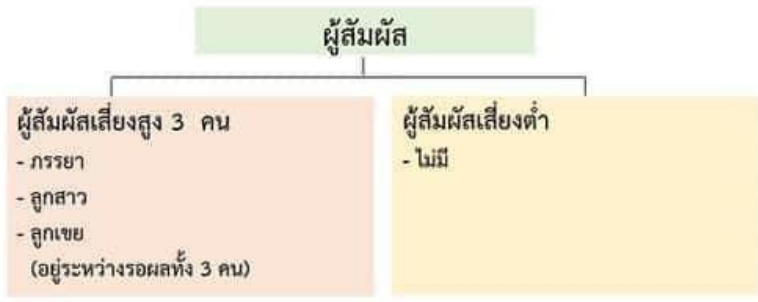 ผู้สัมผัส
ผู้สัมผัสเสี่ยงสูง 3 คน
- ภรรยา
- ลูกสาว
- ลูกเขย
(อยู่ระหว่างรอผลทั้ง 3 คน)
ผู้สัมผัสเสี่ยงต่ำ
- ไม่มี